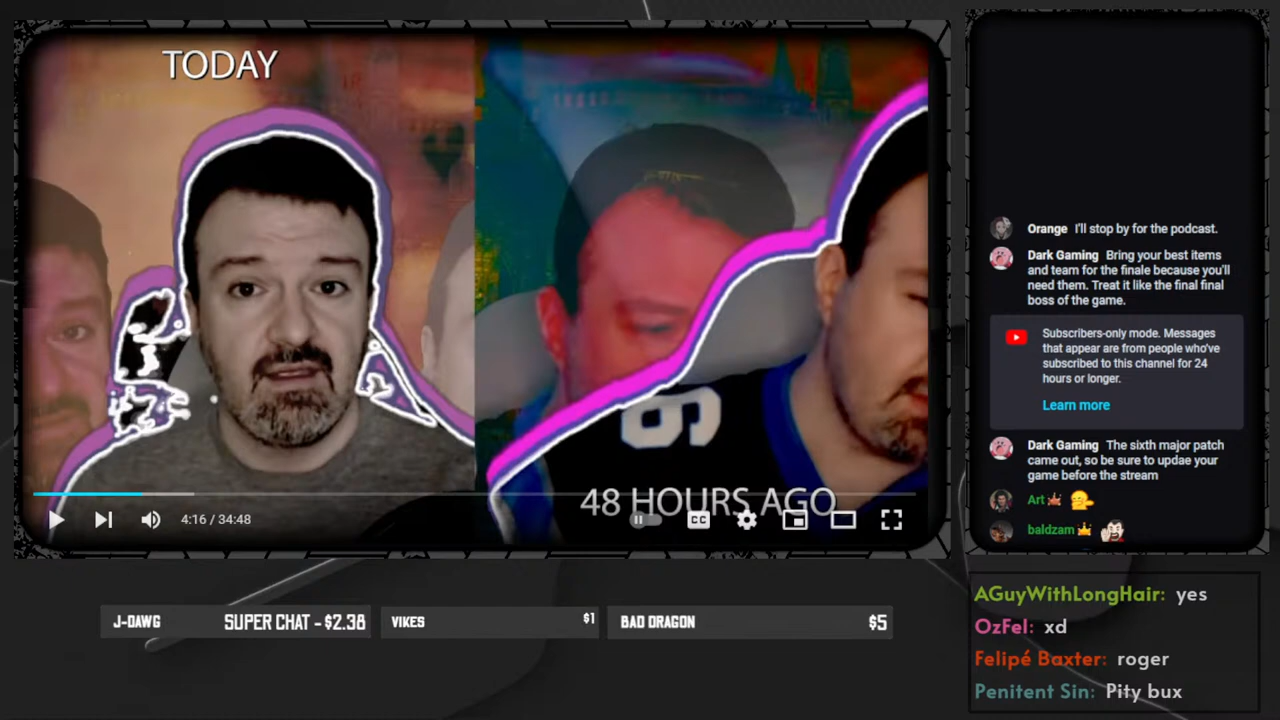 TODAY
48 HOURS AGO
4:16 / 34:48
CC
Orange I'll stop by for the podcast.
Dark Gaming Bring your best items
and team for the finale because you'll
need them. Treat it like the final final
boss of the game.
Subscribers-only mode. Messages
that appear are from people who've
subscribed to this channel for 24
hours or longer.
Learn more
Dark Gaming The sixth major patch
came out, so be sure to updae your
game before the stream
Art
baldzam
J-DAWG SUPER CHAT - $2.38
VIKES $1
BAD DRAGON $5
AGuyWithLongHair: yes
OzFel: xd
Felipé Baxter: roger
Penitent Sin: Pity bux